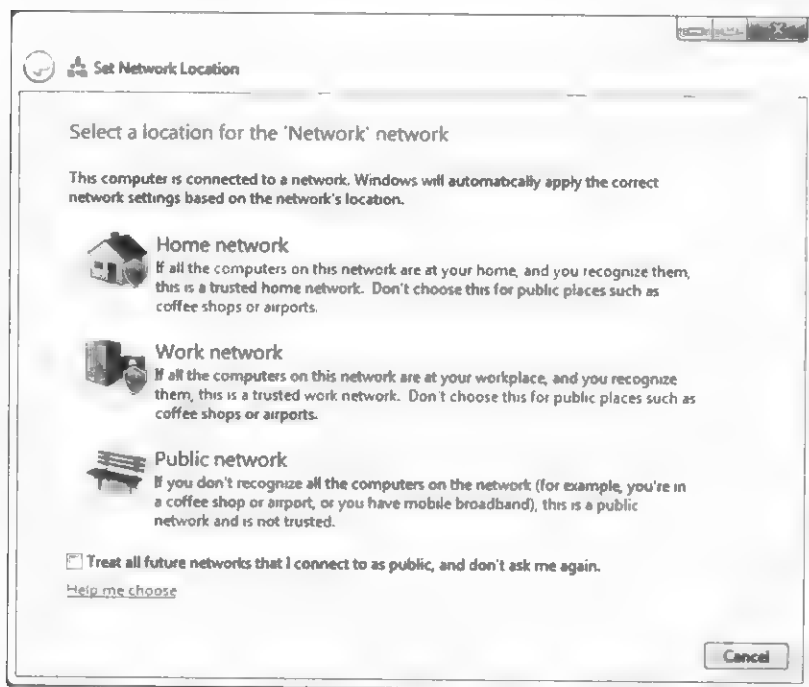 Set Network Location
Select a location for the 'Network' network
This computer is connected to a network. Windows will automatically apply the correct
network settings based on the network's location.
Home network
If all the computers on this network are at your home, and you recognize them,
this is a trusted home network. Don't choose this for public places such as
coffee shops or airports.
Work network
If all the computers on this network are at your workplace, and you recognize
them, this is a trusted work network. Don't choose this for public places such as
coffee shops or airports.
Public network
If you don't recognize all the computers on the network (for example, you're in
a coffee shop or airport, or you have mobile broadband), this is a public
network and is not trusted.
Treat all future networks that I connect to as public, and don't ask me again.
Help me choose
Cancel